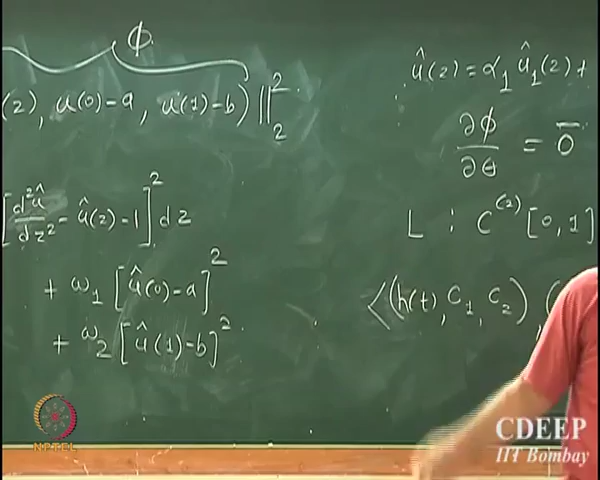 ϕ
(z), u(0)-a, u(1)-b)||₂²
[d²û/dz² - û(z) - 1]² dz
+ ω₁ [û(0)-a]²
+ ω₂ [û(1)-b]²
û(z) = α₁ û₁(z) +
∂ϕ/∂θ = 0̅
L : C⁽²⁾[0,1]
⟨(h(t), C₁, C₂), (
NPTEL
CDEEP
IIT Bombay